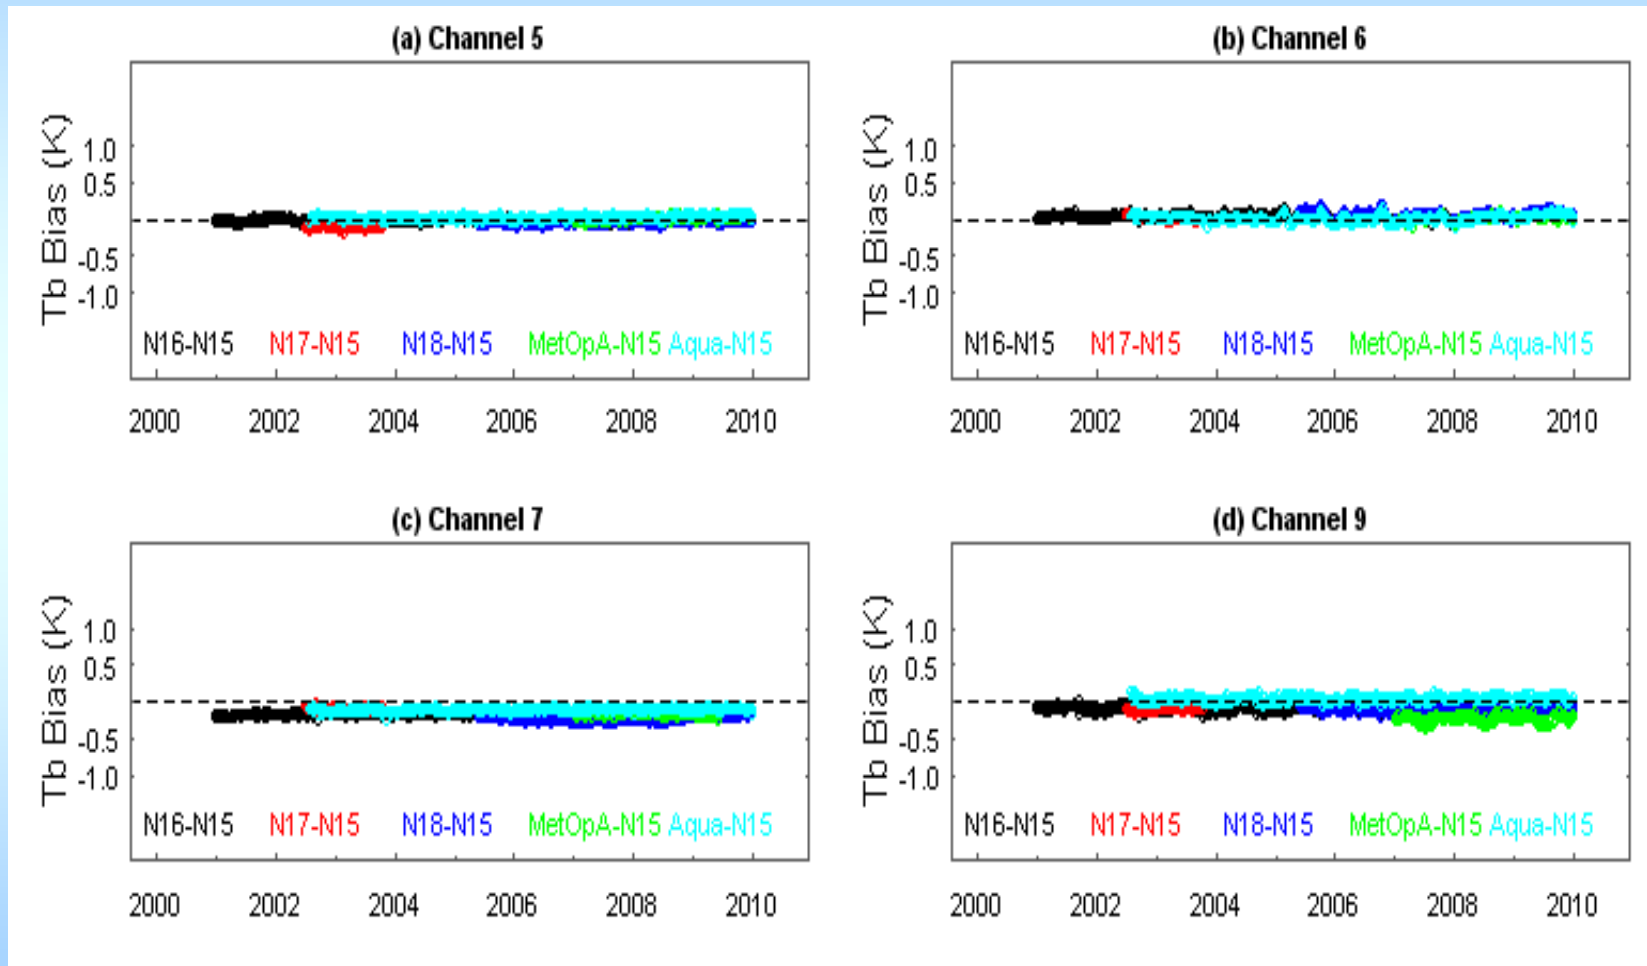 (a) Channel 5
Tb Bias (K)
1.0
0.5
-0.5
-1.0
N16-N15 N17-N15 N18-N15 MetOpA-N15 Aqua-N15
2000 2002 2004 2006 2008 2010
(b) Channel 6
Tb Bias (K)
1.0
0.5
-0.5
-1.0
N16-N15 N17-N15 N18-N15 MetOpA-N15 Aqua-N15
2000 2002 2004 2006 2008 2010
(c) Channel 7
Tb Bias (K)
1.0
0.5
-0.5
-1.0
N16-N15 N17-N15 N18-N15 MetOpA-N15 Aqua-N15
2000 2002 2004 2006 2008 2010
(d) Channel 9
Tb Bias (K)
1.0
0.5
-0.5
-1.0
N16-N15 N17-N15 N18-N15 MetOpA-N15 Aqua-N15
2000 2002 2004 2006 2008 2010